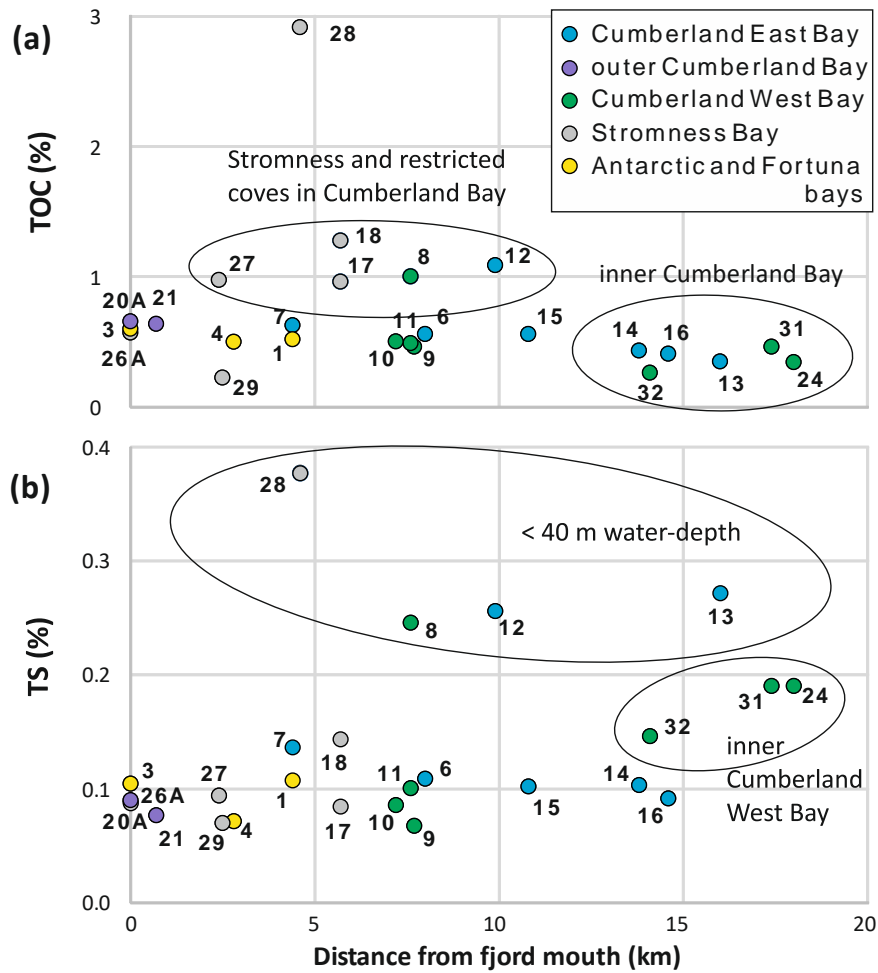 (a)
TOC (%)
3
2
1
0
Cumberland East Bay
outer Cumberland Bay
Cumberland West Bay
Stromness Bay
Antarctic and Fortuna
bays
28
Stromness and restricted
coves in Cumberland Bay
27
18
17
8
12
inner Cumberland Bay
20A
21
3
26A
4
29
7
1
11
10
9
6
15
14
16
32
13
31
24
(b)
TS (%)
0.4
0.3
0.2
0.1
0.0
28
< 40 m water-depth
8
12
13
31
24
32
inner
Cumberland
West Bay
3
26A
20A
21
27
29
4
7
1
18
17
11
10
9
6
15
14
16
0
5
10
15
20
Distance from fjord mouth (km)